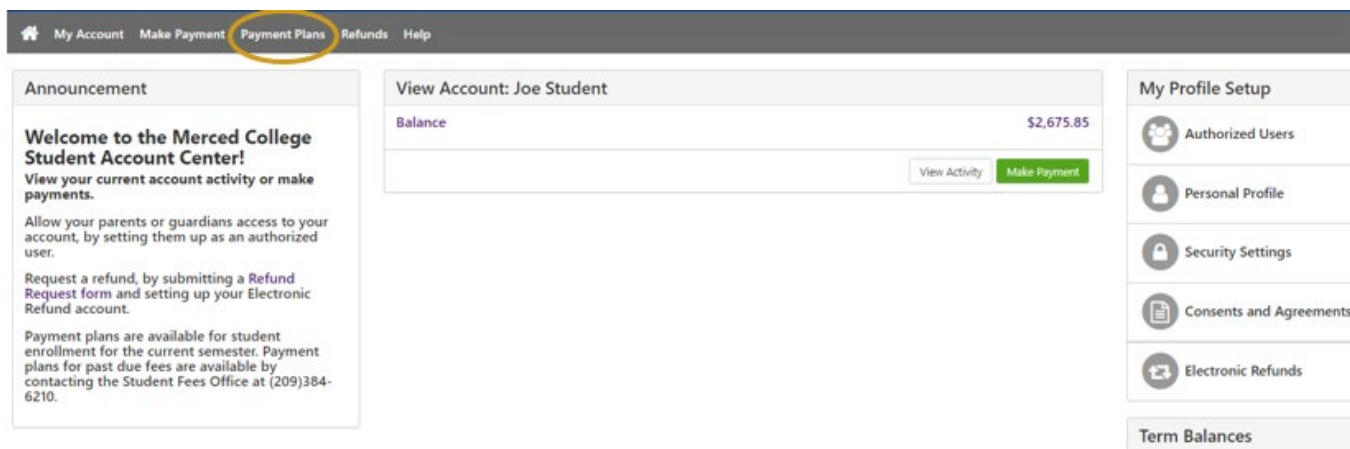 My Account Make Payment Payment Plans Refunds Help
Announcement
Welcome to the Merced College
Student Account Center!
View your current account activity or make
payments.
Allow your parents or guardians access to your
account, by setting them up as an authorized
user.
Request a refund, by submitting a Refund
Request form and setting up your Electronic
Refund account.
Payment plans are available for student
enrollment for the current semester. Payment
plans for past due fees are available by
contacting the Student Fees Office at (209)384-
6210.
View Account: Joe Student
Balance $2,675.85
View Activity Make Payment
My Profile Setup
Authorized Users
Personal Profile
Security Settings
Consents and Agreements
Electronic Refunds
Term Balances